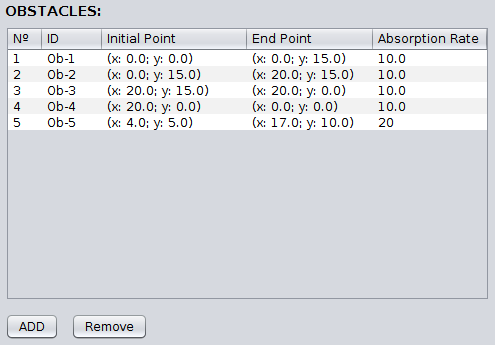 OBSTACLES:
Nº ID Initial Point End Point Absorption Rate
1 Ob-1 (x: 0.0; y: 0.0) (x: 0.0; y: 15.0) 10.0
2 Ob-2 (x: 0.0; y: 15.0) (x: 20.0; y: 15.0) 10.0
3 Ob-3 (x: 20.0; y: 15.0) (x: 20.0; y: 0.0) 10.0
4 Ob-4 (x: 20.0; y: 0.0) (x: 0.0; y: 0.0) 10.0
5 Ob-5 (x: 4.0; y: 5.0) (x: 17.0; y: 10.0) 20
ADD Remove